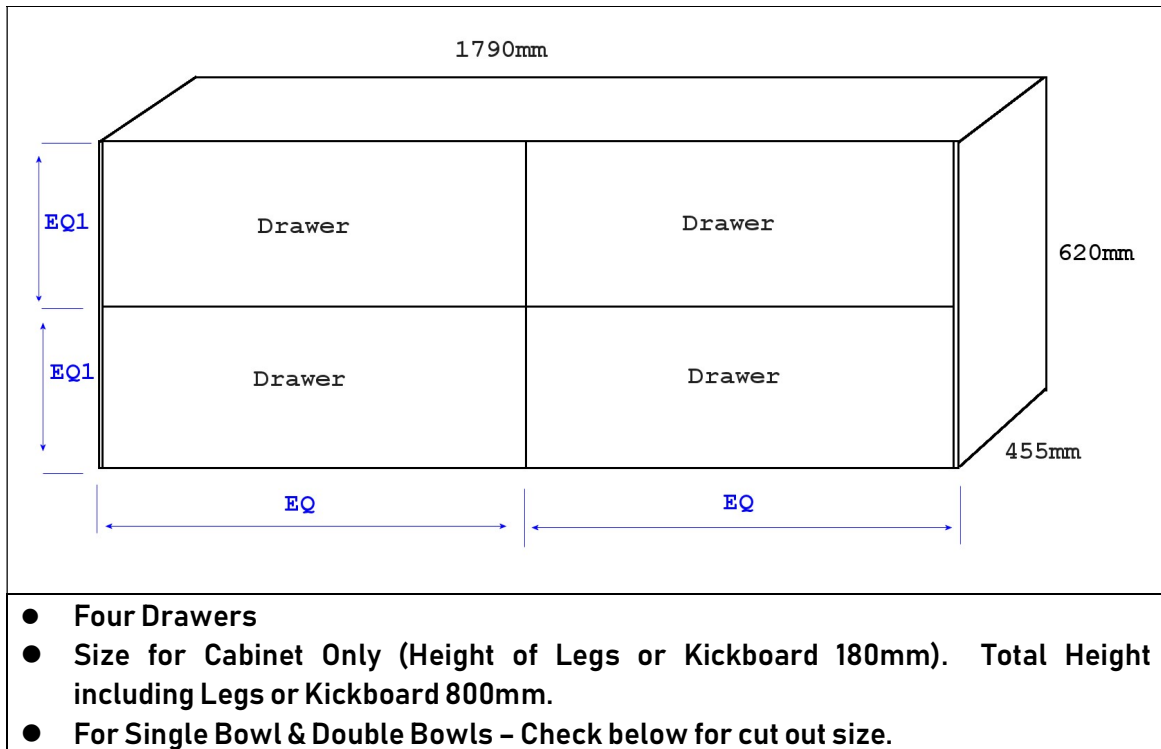 1790mm
EQ1
Drawer
Drawer
620mm
EQ1
Drawer
Drawer
455mm
EQ
EQ
● Four Drawers
● Size for Cabinet Only (Height of Legs or Kickboard 180mm). Total Height
including Legs or Kickboard 800mm.
● For Single Bowl & Double Bowls – Check below for cut out size.